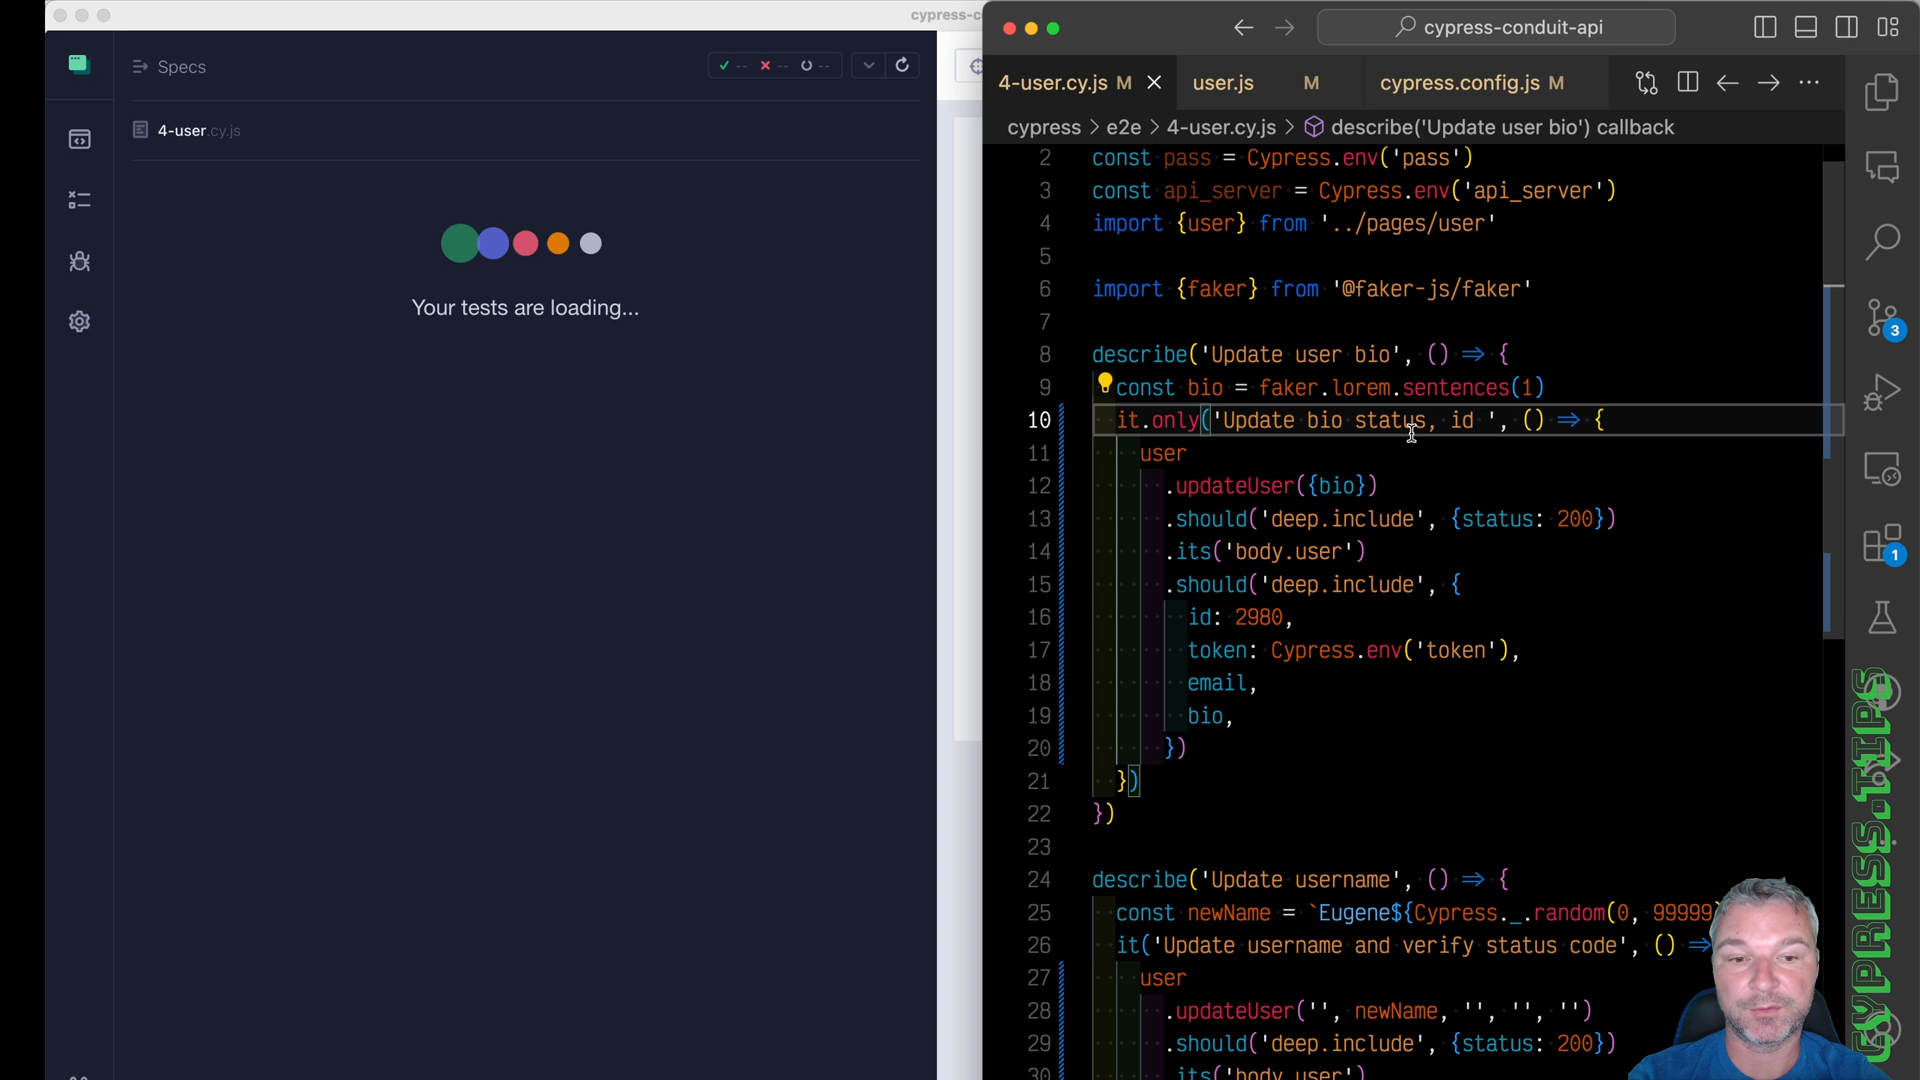 cypress-c
Specs
-- -- --
4-user.cy.js
Your tests are loading...
cypress-conduit-api
4-user.cy.js M
user.js M
cypress.config.js M
cypress > e2e > 4-user.cy.js > describe('Update user bio') callback
2 const pass = Cypress.env('pass')
3 const api_server = Cypress.env('api_server')
4 import {user} from '../pages/user'
5
6 import {faker} from '@faker-js/faker'
7
8 describe('Update user bio', () => {
9 const bio = faker.lorem.sentences(1)
10 it.only('Update bio status, id ', () => {
11 user
12 .updateUser({bio})
13 .should('deep.include', {status: 200})
14 .its('body.user')
15 .should('deep.include', {
16 id: 2980,
17 token: Cypress.env('token'),
18 email,
19 bio,
20 })
21 })
22 })
23
24 describe('Update username', () => {
25 const newName = `Eugene${Cypress._.random(0, 99999
26 it('Update username and verify status code', () =>
27 user
28 .updateUser('', newName, '', '', '')
29 .should('deep.include', {status: 200})
30 .its('body.user')
3
1
CYPRESS.TIPS